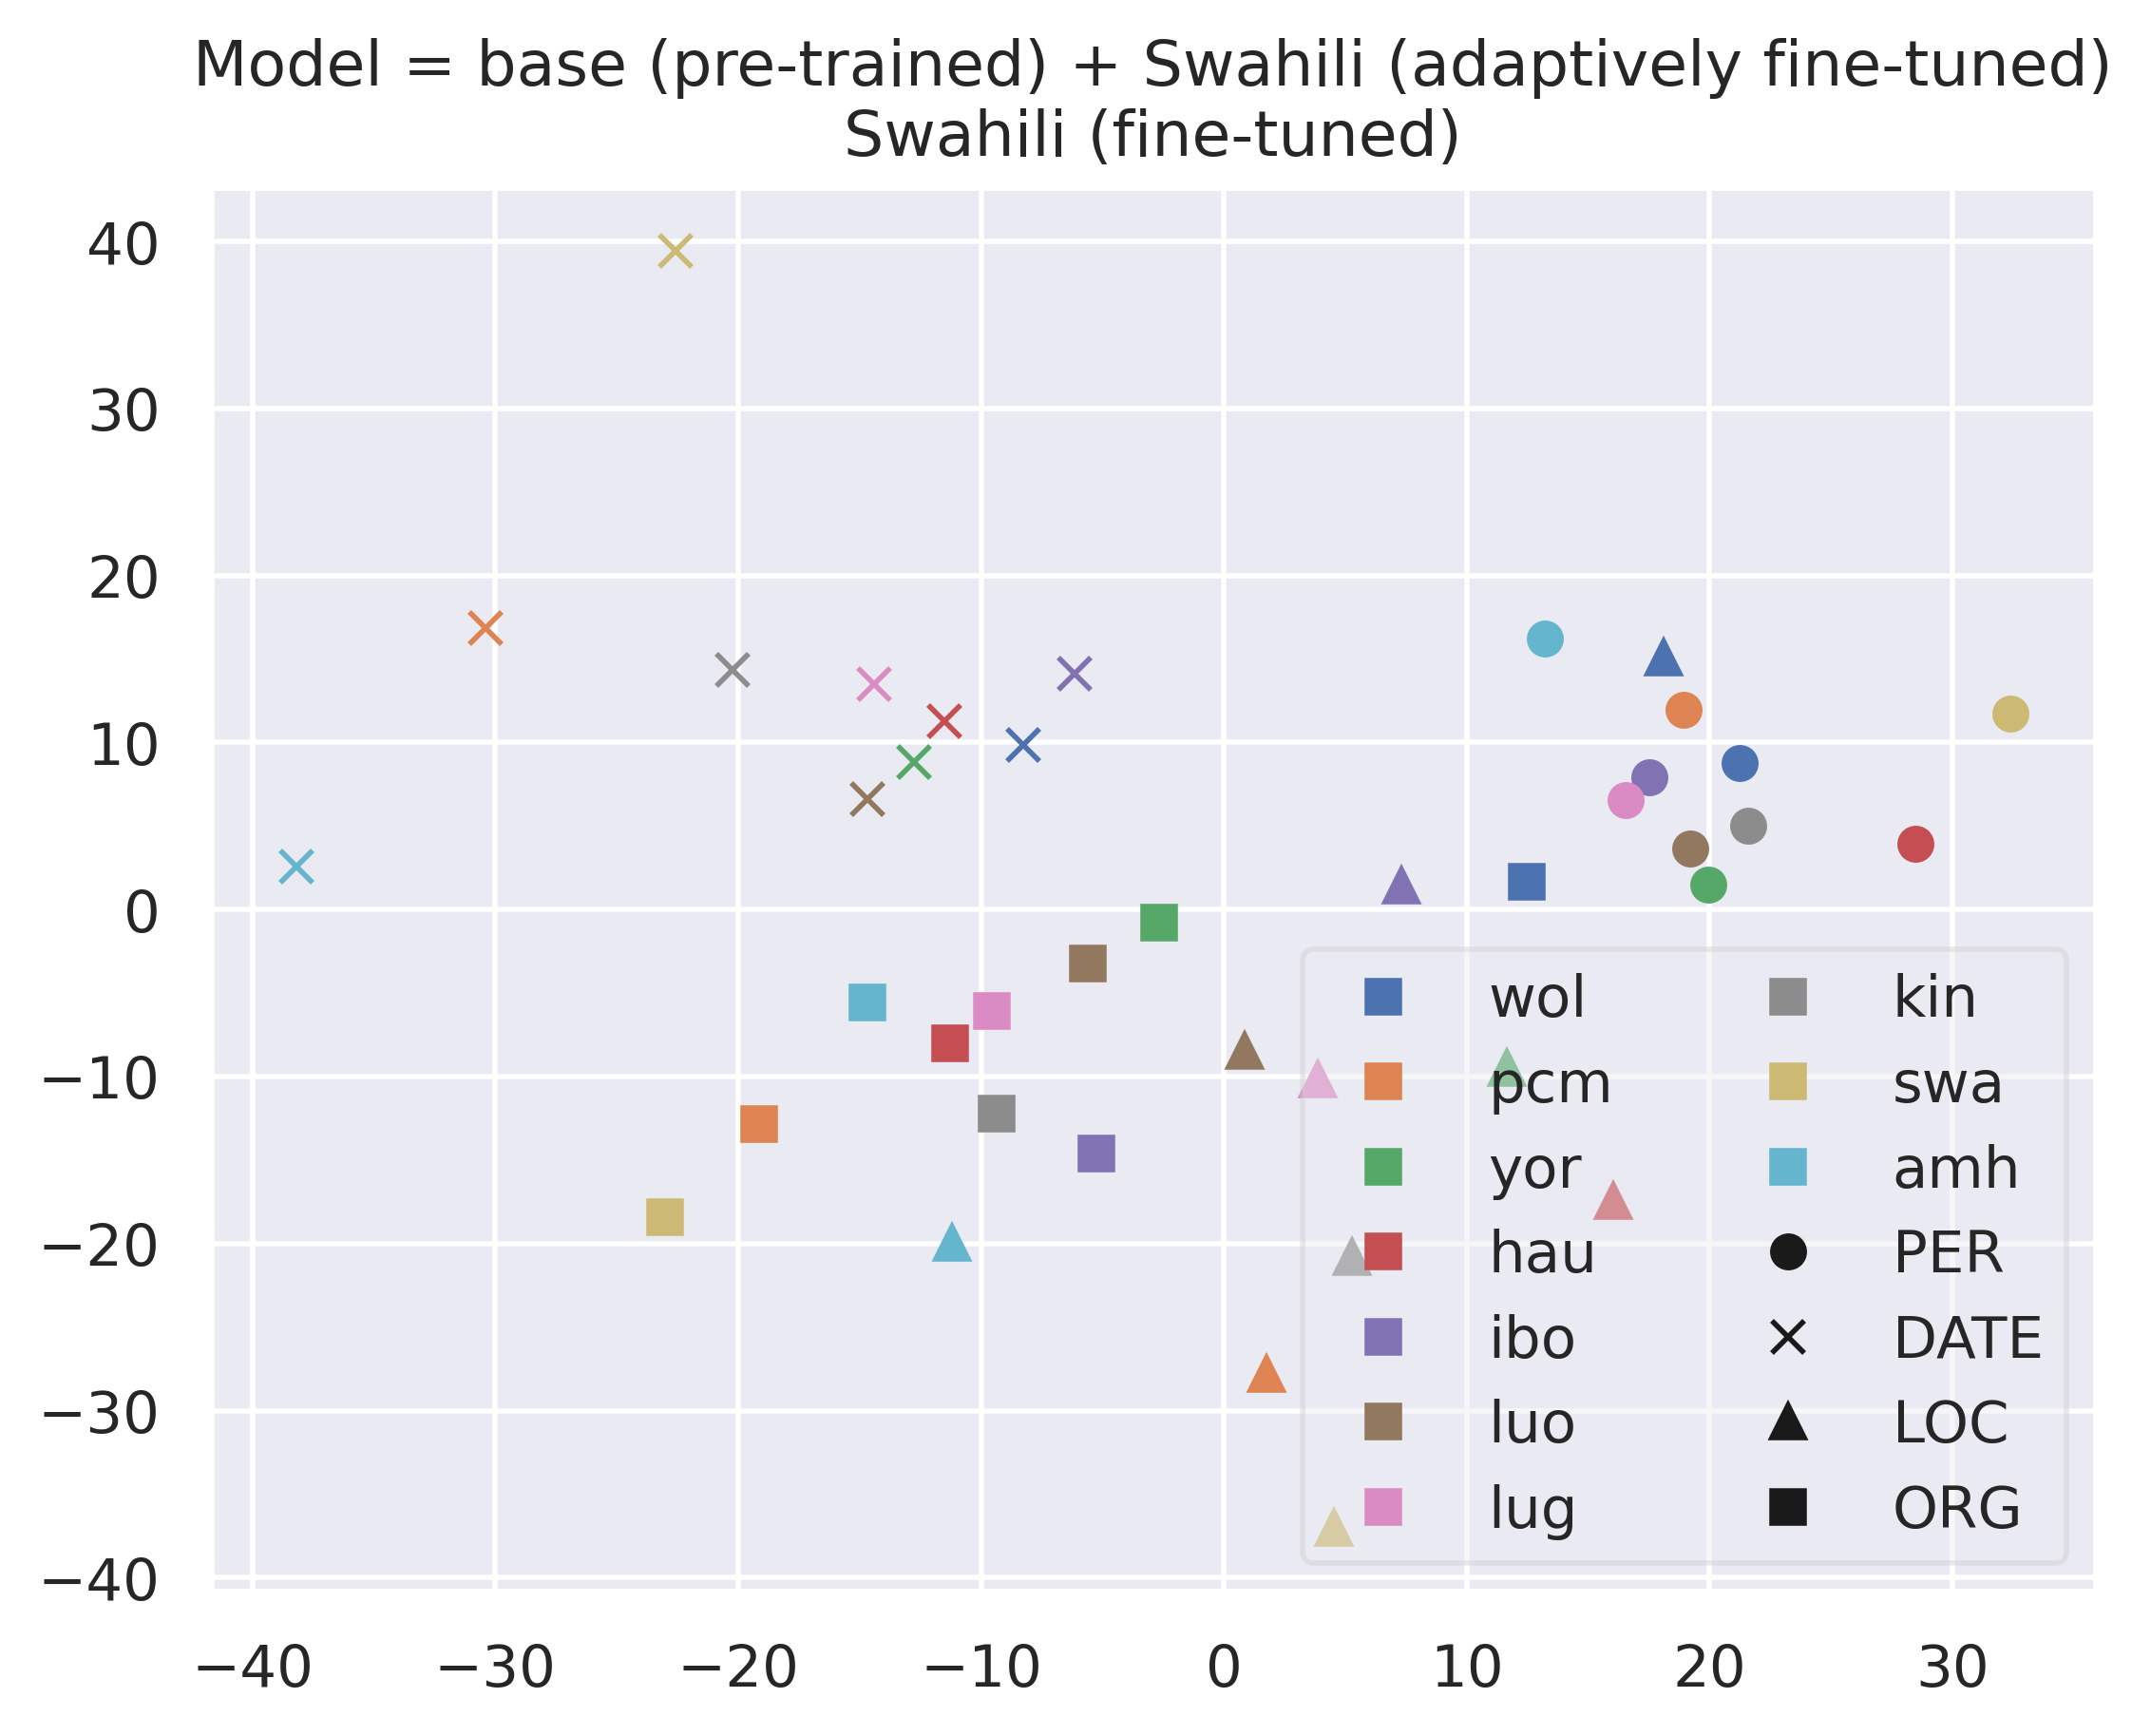 Model = base (pre-trained) + Swahili (adaptively fine-tuned)
Swahili (fine-tuned)
40
30
20
10
0
−10
−20
−30
−40
−40 −30 −20 −10 0 10 20 30
wol
pcm
yor
hau
ibo
luo
lug
kin
swa
amh
PER
DATE
LOC
ORG